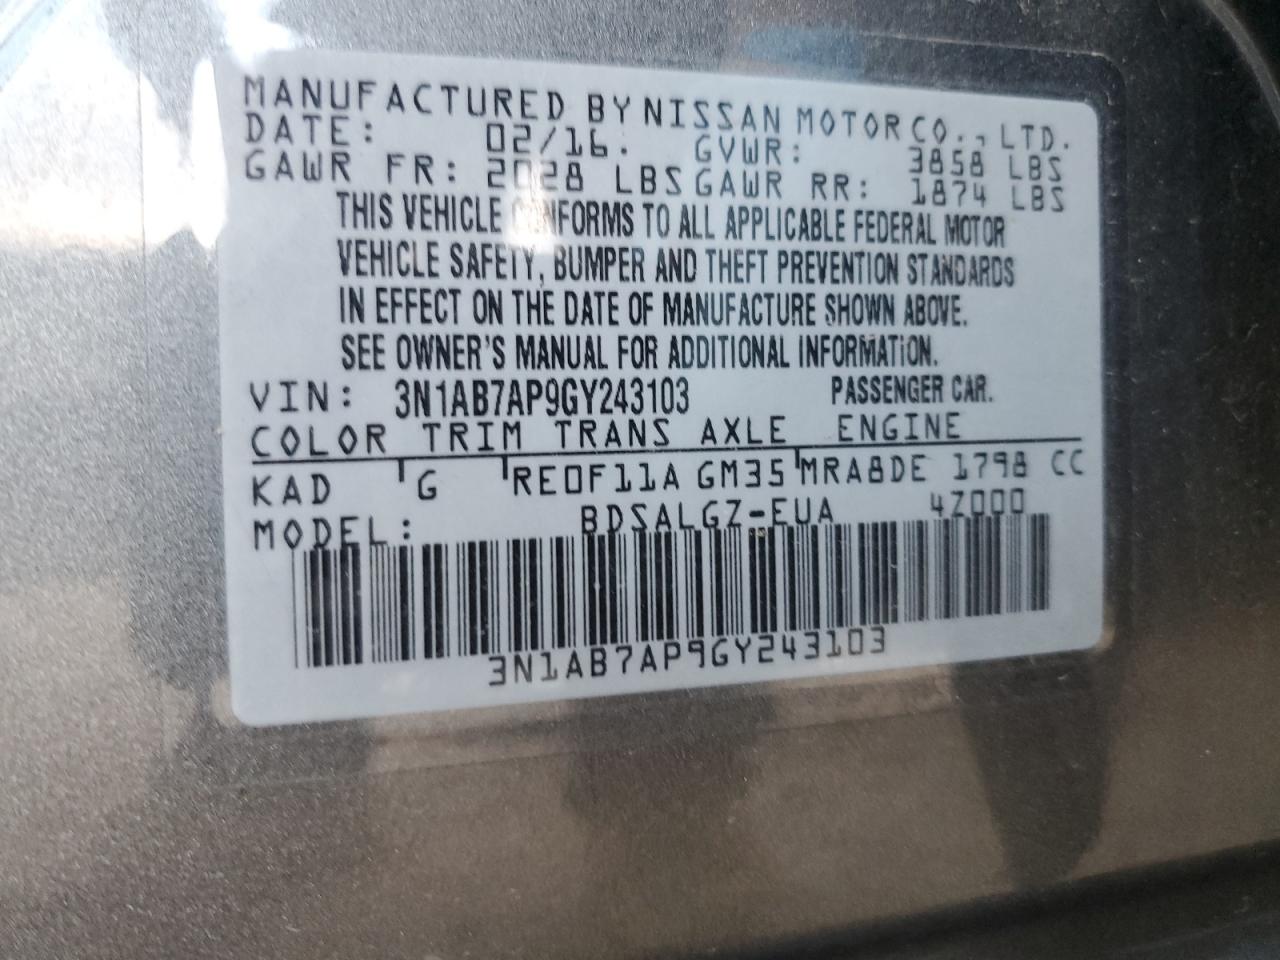 MANUFACTURED BY NISSAN MOTOR CO., LTD.
DATE: 02/16. GVWR: 3858 LBS
GAWR FR: 2028 LBS GAWR RR: 1874 LBS
THIS VEHICLE CONFORMS TO ALL APPLICABLE FEDERAL MOTOR
VEHICLE SAFETY, BUMPER AND THEFT PREVENTION STANDARDS
IN EFFECT ON THE DATE OF MANUFACTURE SHOWN ABOVE.
SEE OWNER'S MANUAL FOR ADDITIONAL INFORMATION.
VIN: 3N1AB7AP9GY243103 PASSENGER CAR.
COLOR TRIM TRANS AXLE ENGINE
KAD G RE0F11A GM35 MRA8DE 1798 CC
MODEL: BDSALGZ-EUA 4Z000
3N1AB7AP9GY243103